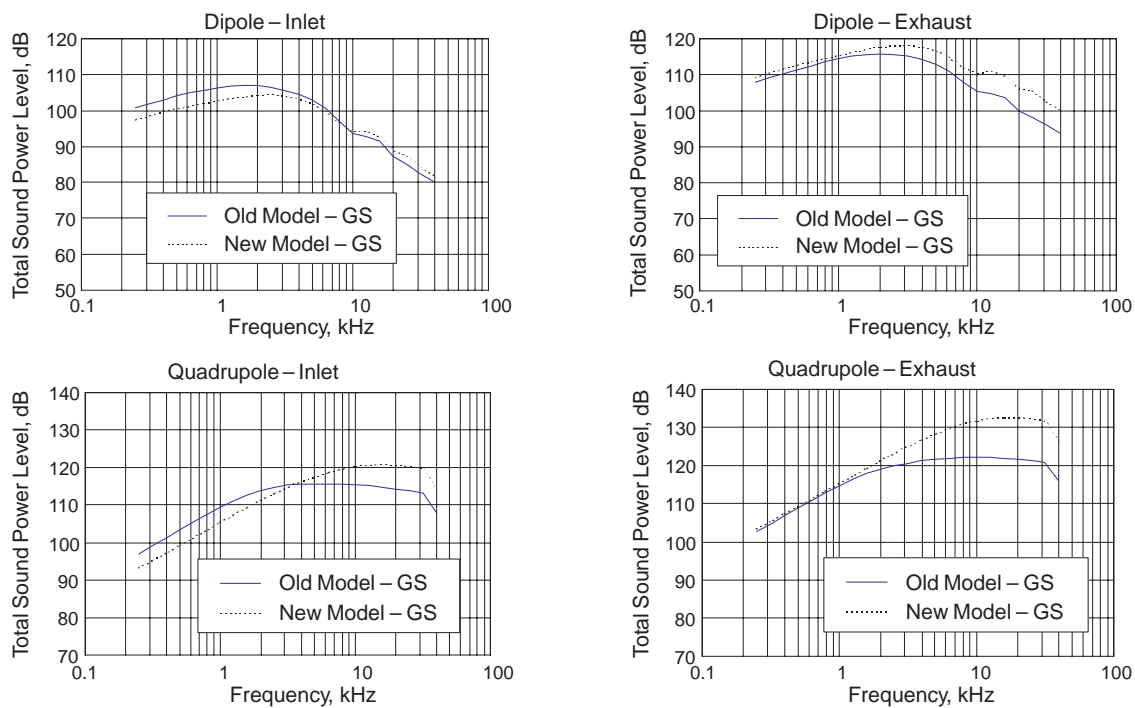 Dipole – Inlet
Total Sound Power Level, dB
120
110
100
90
80
70
60
50
Old Model – GS
New Model – GS
0.1
1
10
100
Frequency, kHz
Dipole – Exhaust
Total Sound Power Level, dB
120
110
100
90
80
70
60
50
Old Model – GS
New Model – GS
0.1
1
10
100
Frequency, kHz
Quadrupole – Inlet
Total Sound Power Level, dB
140
130
120
110
100
90
80
70
Old Model – GS
New Model – GS
0.1
1
10
100
Frequency, kHz
Quadrupole – Exhaust
Total Sound Power Level, dB
140
130
120
110
100
90
80
70
Old Model – GS
New Model – GS
0.1
1
10
100
Frequency, kHz